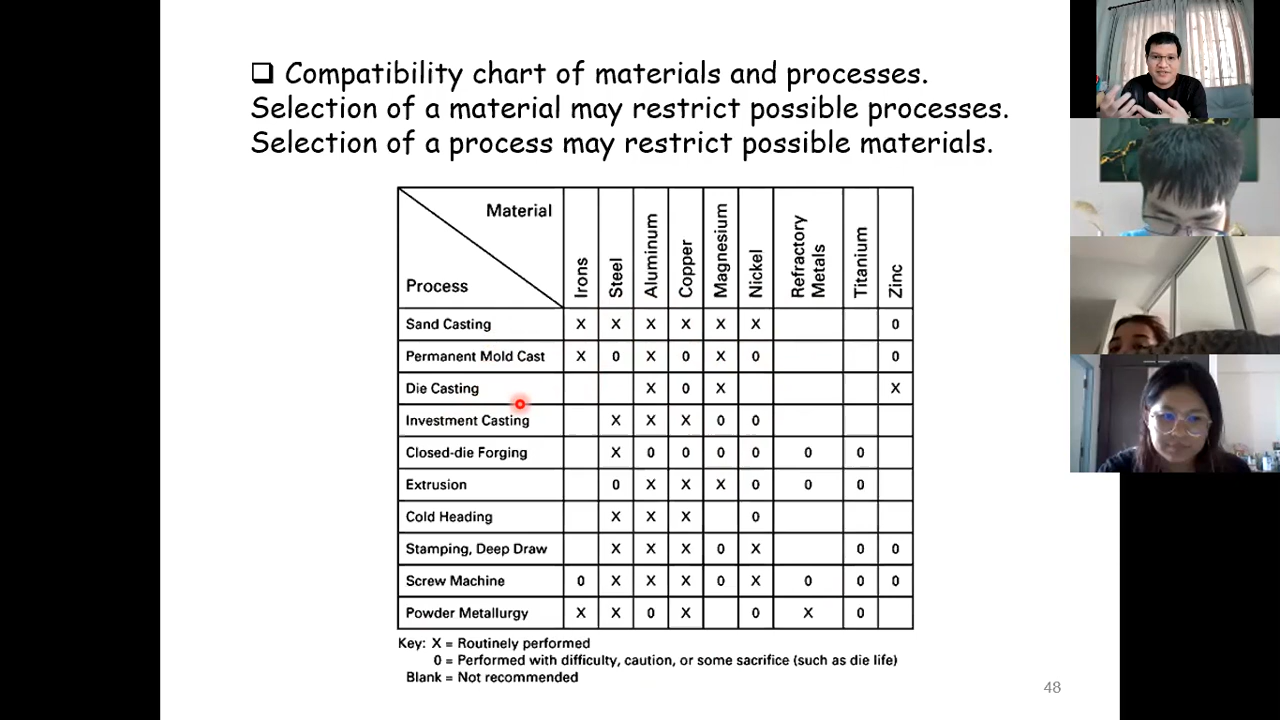 ❑ Compatibility chart of materials and processes.
Selection of a material may restrict possible processes.
Selection of a process may restrict possible materials.
Material
Process
Irons Steel Aluminum Copper Magnesium Nickel Refractory Metals Titanium Zinc
Sand Casting X X X X X X 0
Permanent Mold Cast X 0 X 0 X 0 0
Die Casting X 0 X X
Investment Casting X X X 0 0
Closed-die Forging X 0 0 0 0 0 0
Extrusion 0 X X X 0 0 0
Cold Heading X X X 0
Stamping, Deep Draw X X X 0 X 0 0
Screw Machine 0 X X X 0 X 0 0 0
Powder Metallurgy X X 0 X 0 X 0
Key: X = Routinely performed
0 = Performed with difficulty, caution, or some sacrifice (such as die life)
Blank = Not recommended
48